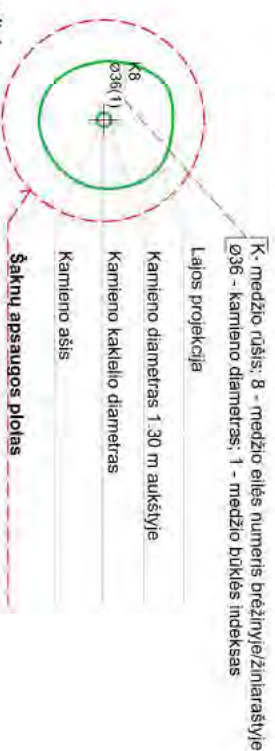 K- medžio rūšis; 8 - medžio eilės numeris brėžinyje/žiniaraštyje
ø36 - kamieno diametras; 1 - medžio būklės indeksas
K8
ø36(1)
Lajos projekcija
Kamieno diametras 1.30 m aukštyje
Kamieno kaklelio diametras
Kamieno ašis
Šaknų apsaugos plotas